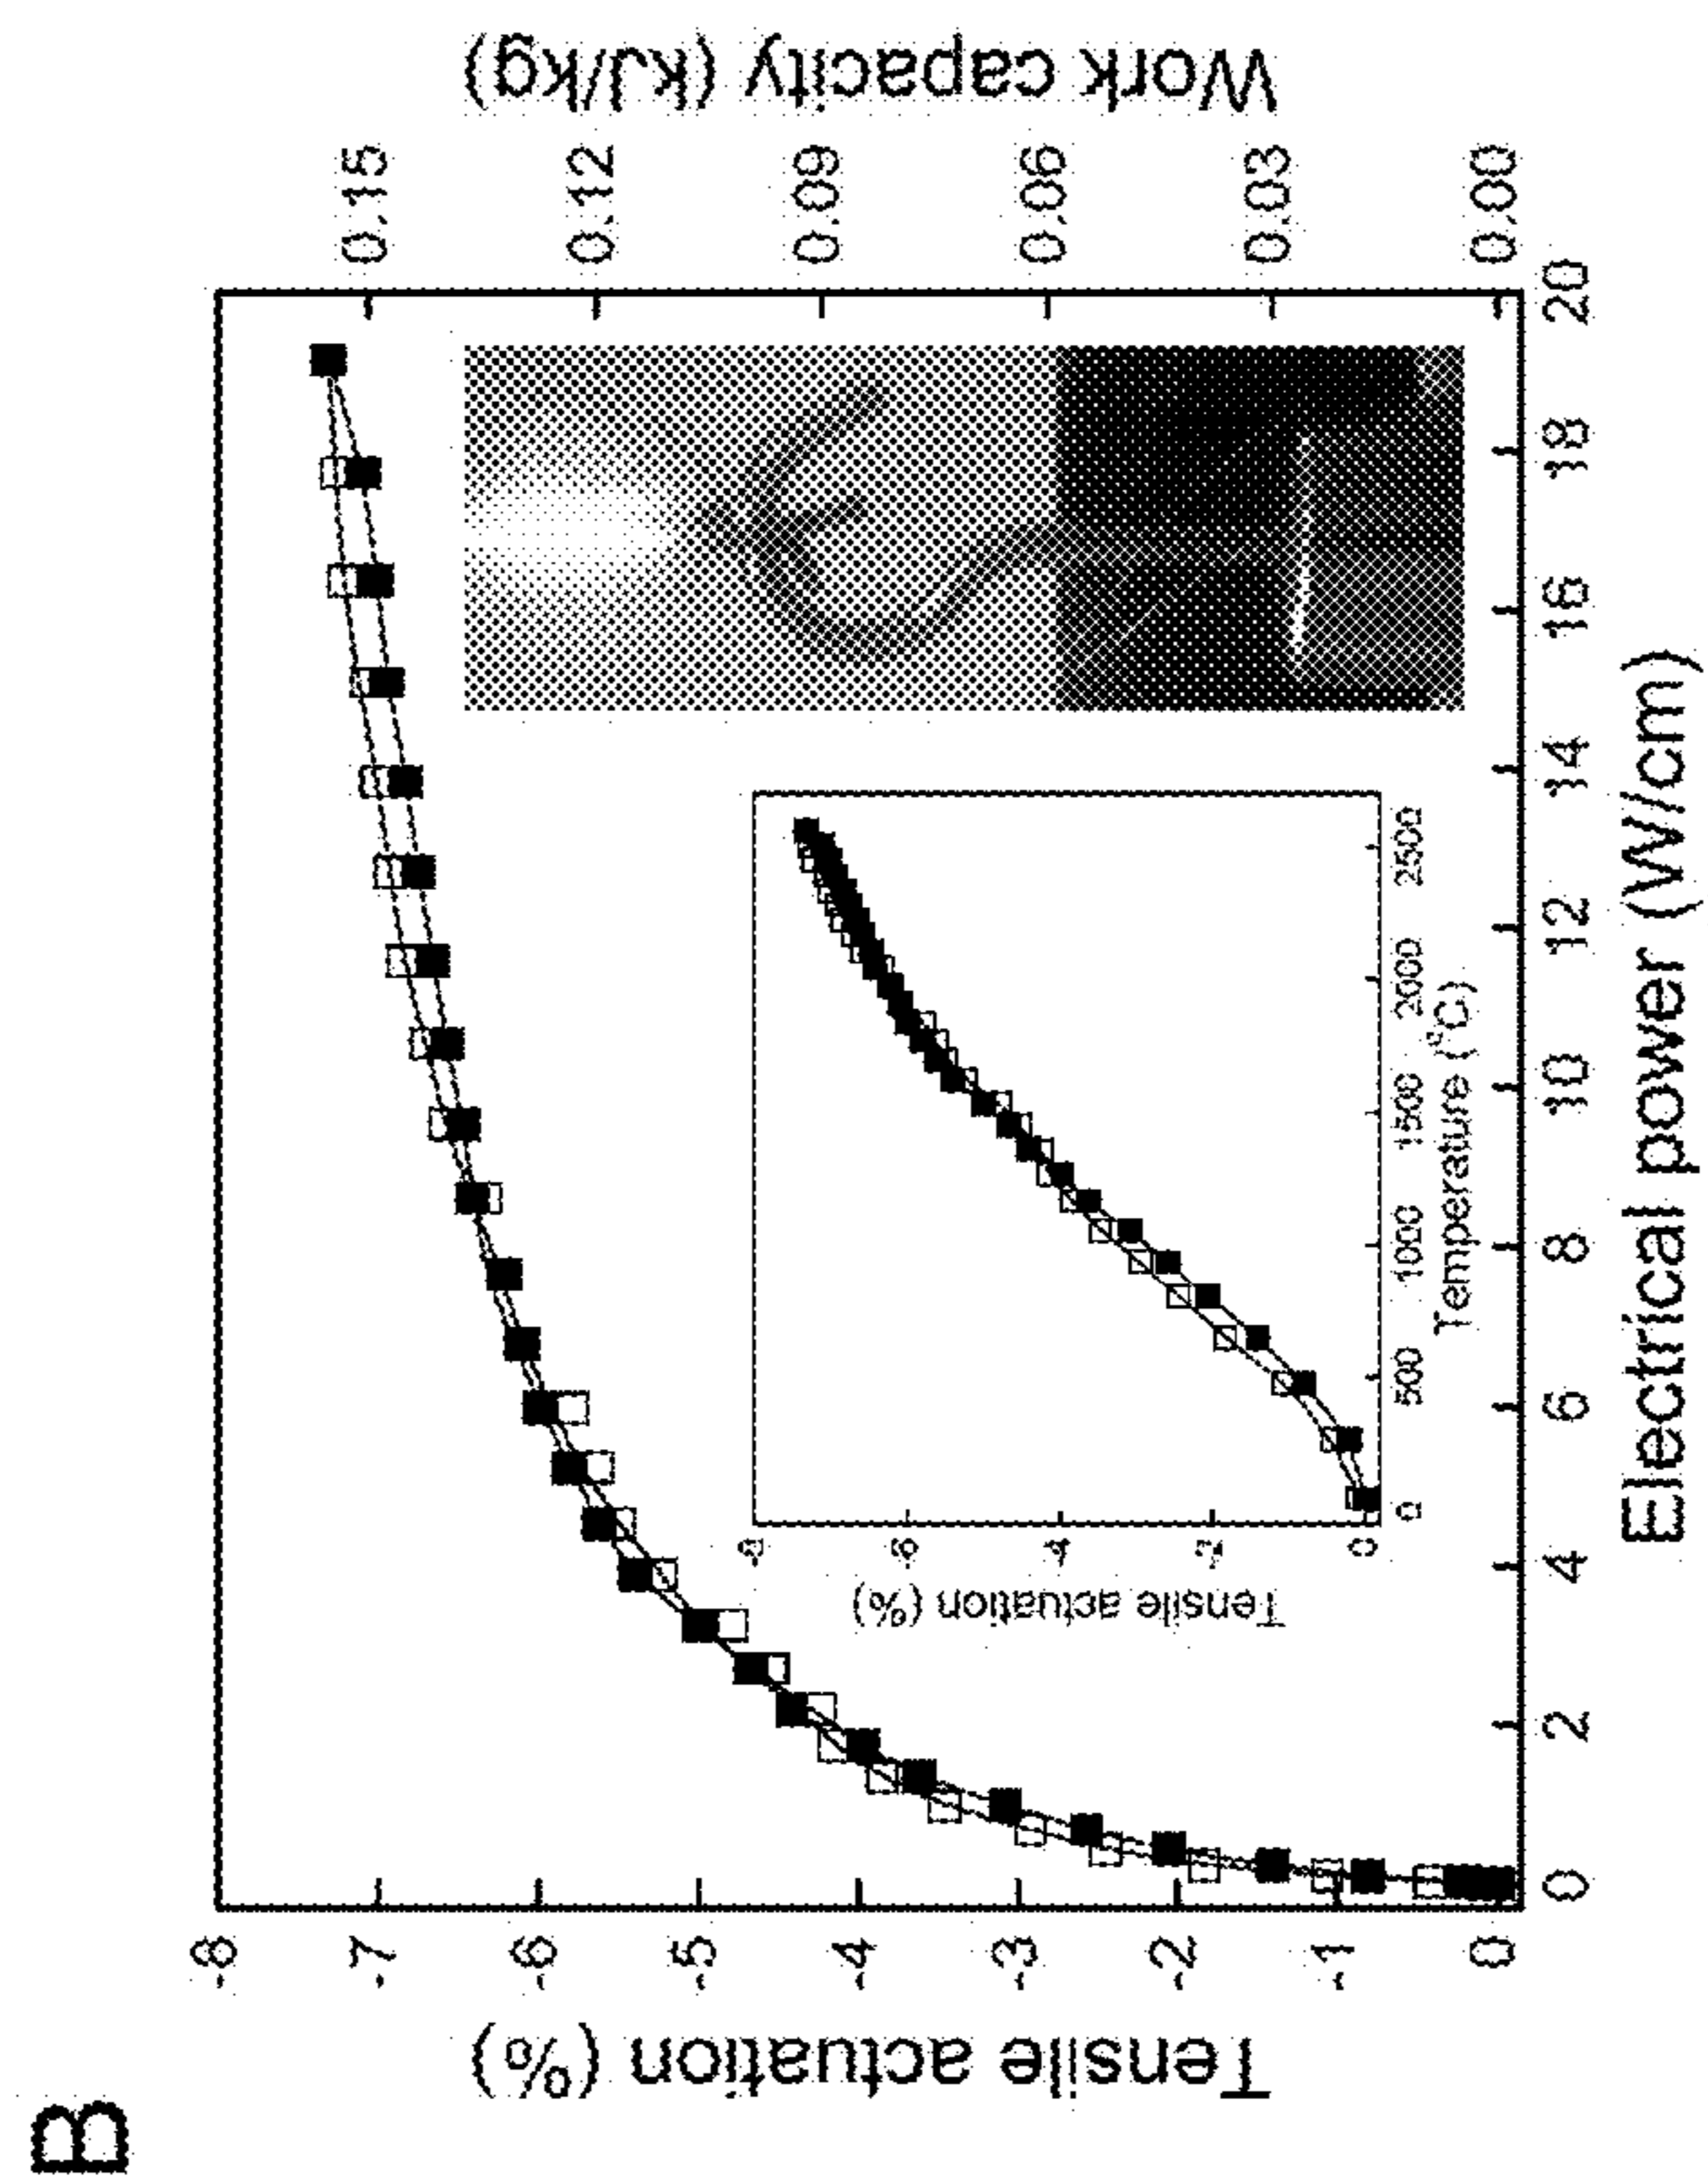 B
Tensile actuation (%)
-8
-7
-6
-5
-4
-3
-2
-1
0
0 2 4 6 8 10 12 14 16 18 20
Electrical power (W/cm)
0.15
0.12
0.09
0.06
0.03
0.00
Work capacity (kJ/kg)
Tensile actuation (%)
-8
-6
-4
-2
0
0 500 1000 1500 2000 2500
Temperature (°C)